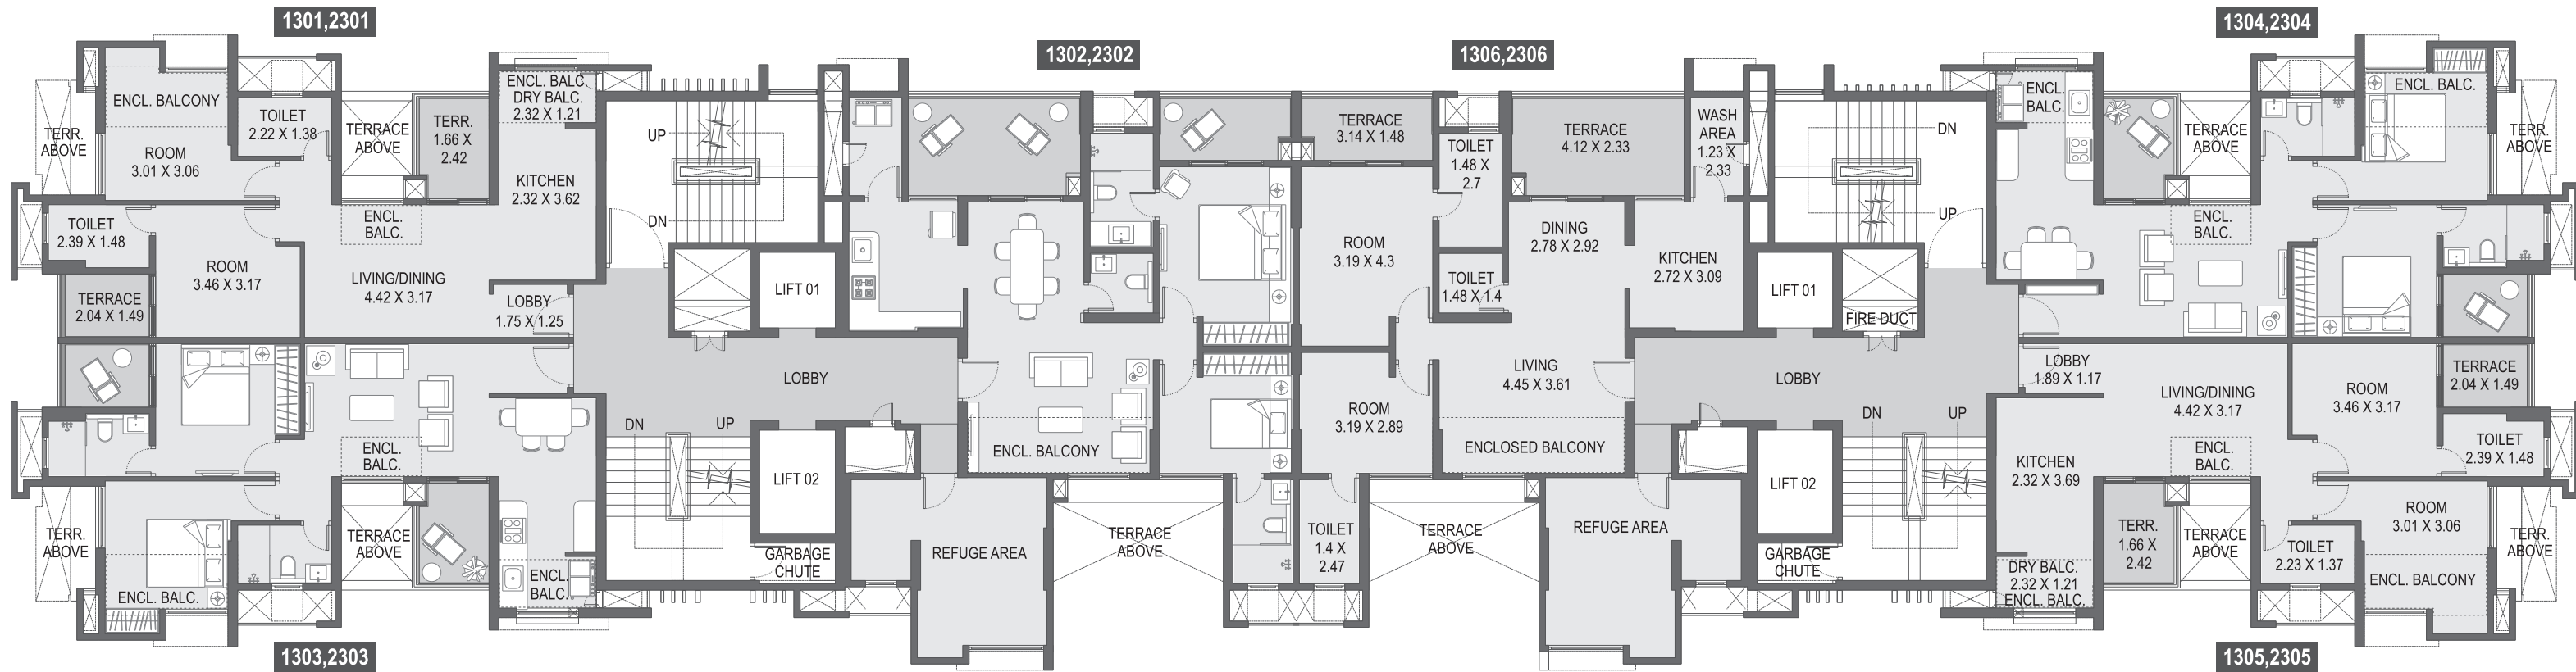 1301,2301
1302,2302
1306,2306
1304,2304
ENCL. BALCONY
TERR.
ABOVE
ROOM
3.01 X 3.06
TOILET
2.22 X 1.38
TERRACE
ABOVE
TERR.
1.66 X
2.42
ENCL. BALC.
DRY BALC.
2.32 X 1.21
KITCHEN
2.32 X 3.62
UP
DN
TOILET
2.39 X 1.48
ENCL.
BALC.
ROOM
3.46 X 3.17
LIVING/DINING
4.42 X 3.17
TERRACE
2.04 X 1.49
LOBBY
1.75 X 1.25
LIFT 01
TERRACE
3.14 X 1.48
TOILET
1.48 X
2.7
TERRACE
4.12 X 2.33
WASH
AREA
1.23 X
2.33
ROOM
3.19 X 4.3
TOILET
1.48 X 1.4
DINING
2.78 X 2.92
KITCHEN
2.72 X 3.09
DN
UP
LIFT 01
FIRE DUCT
ENCL.
BALC.
TERRACE
ABOVE
ENCL. BALC.
TERR.
ABOVE
ENCL.
BALC.
LOBBY
DN
UP
LIFT 02
GARBAGE
CHUTE
ENCL. BALCONY
REFUGE AREA
TERRACE
ABOVE
ROOM
3.19 X 2.89
LIVING
4.45 X 3.61
ENCLOSED BALCONY
TOILET
1.4 X
2.47
TERRACE
ABOVE
REFUGE AREA
LOBBY
DN
UP
LIFT 02
GARBAGE
CHUTE
ENCL.
BALC.
TERR.
ABOVE
TERRACE
ABOVE
ENCL. BALC.
ENCL.
BALC.
LOBBY
1.89 X 1.17
LIVING/DINING
4.42 X 3.17
ROOM
3.46 X 3.17
TERRACE
2.04 X 1.49
TOILET
2.39 X 1.48
ENCL.
BALC.
KITCHEN
2.32 X 3.69
TERR.
1.66 X
2.42
TERRACE
ABOVE
TOILET
2.23 X 1.37
ROOM
3.01 X 3.06
TERR.
ABOVE
ENCL. BALCONY
DRY BALC.
2.32 X 1.21
ENCL. BALC.
1303,2303
1305,2305